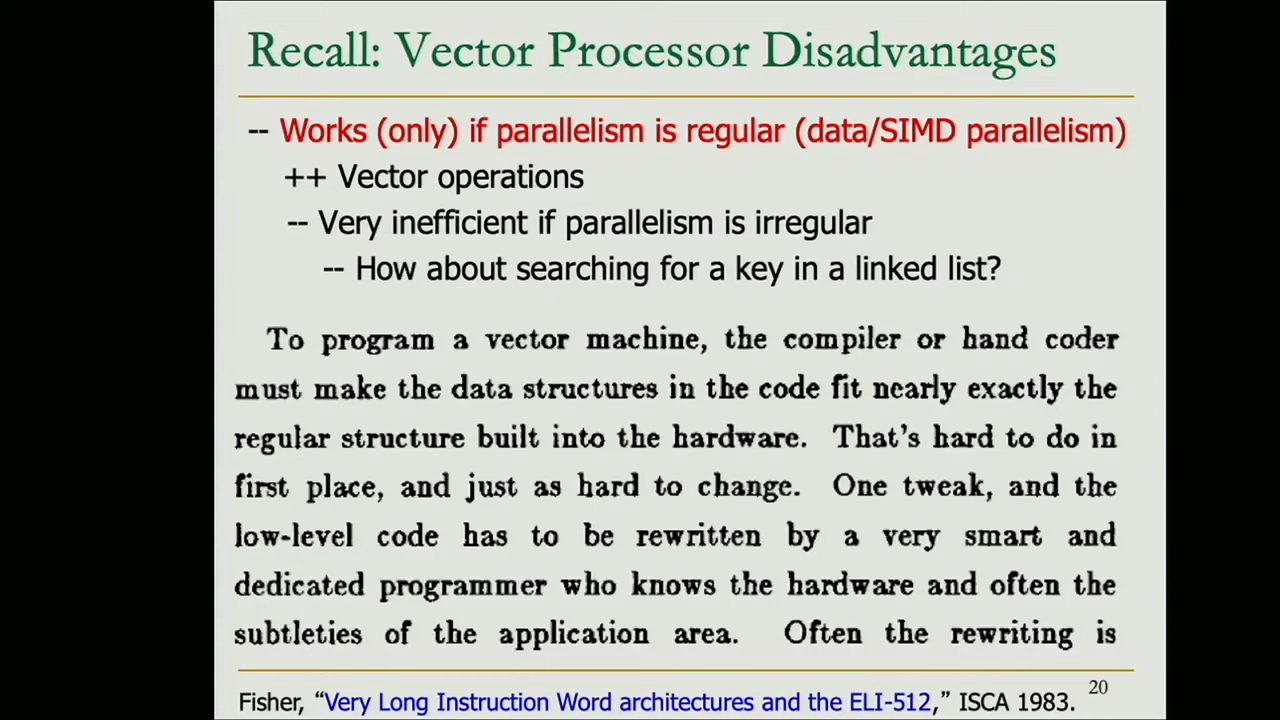 Recall: Vector Processor Disadvantages
-- Works (only) if parallelism is regular (data/SIMD parallelism)
++ Vector operations
-- Very inefficient if parallelism is irregular
-- How about searching for a key in a linked list?
To program a vector machine, the compiler or hand coder
must make the data structures in the code fit nearly exactly the
regular structure built into the hardware. That's hard to do in
first place, and just as hard to change. One tweak, and the
low-level code has to be rewritten by a very smart and
dedicated programmer who knows the hardware and often the
subtleties of the application area. Often the rewriting is
Fisher, “Very Long Instruction Word architectures and the ELI-512,” ISCA 1983.
20